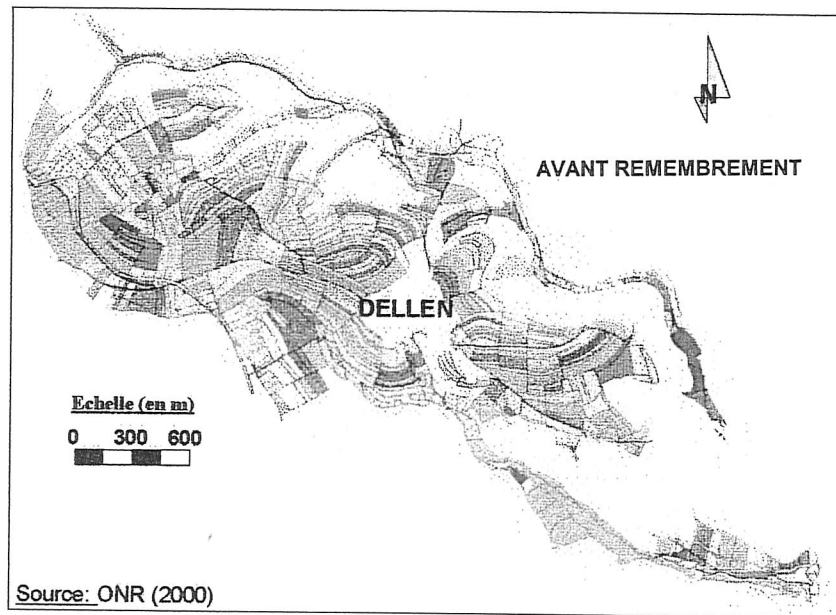 N
AVANT REMEMBREMENT
DELLEN
Echelle (en m)
0 300 600
Source: ONR (2000)